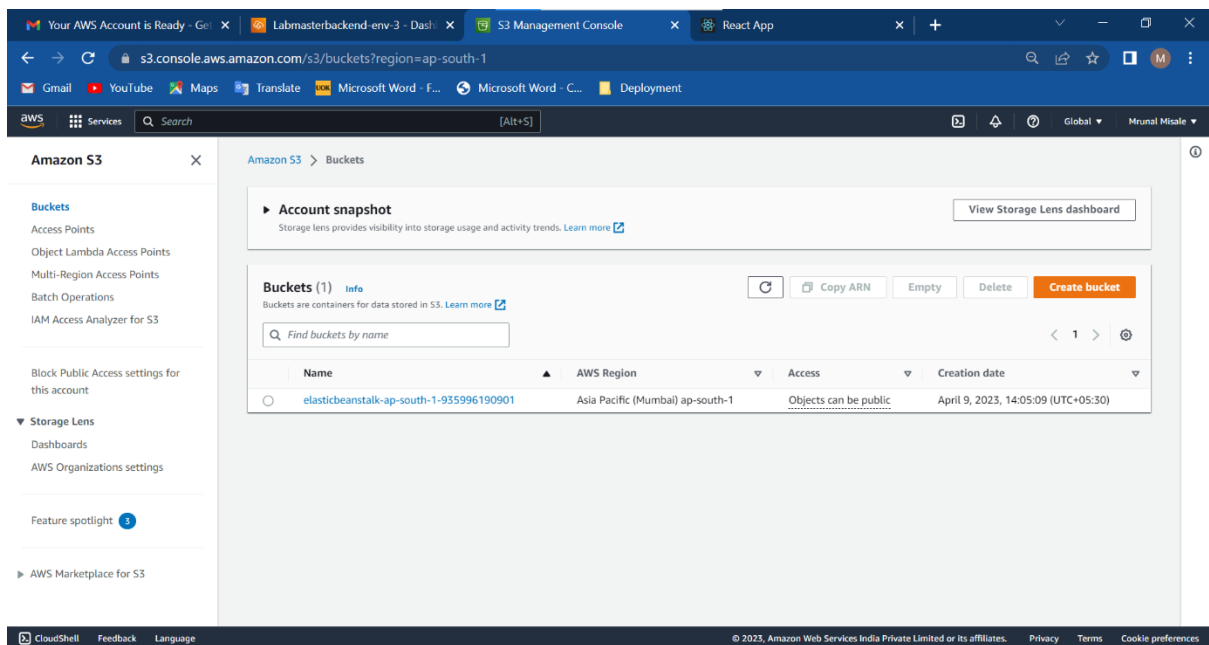 Your AWS Account is Ready - Get
Labmasterbackend-env-3 - Dash
S3 Management Console
React App
s3.console.aws.amazon.com/s3/buckets?region=ap-south-1
M
Gmail YouTube Maps Translate UOK Microsoft Word - F... Microsoft Word - C... Deployment
aws Services Search [Alt+S] Global Mrunal Misale
Amazon S3
Buckets
Access Points
Object Lambda Access Points
Multi-Region Access Points
Batch Operations
IAM Access Analyzer for S3
Block Public Access settings for
this account
Storage Lens
Dashboards
AWS Organizations settings
Feature spotlight 3
AWS Marketplace for S3
Amazon S3 > Buckets
Account snapshot
Storage lens provides visibility into storage usage and activity trends. Learn more
View Storage Lens dashboard
Buckets (1) Info
Buckets are containers for data stored in S3. Learn more
Copy ARN Empty Delete Create bucket
Find buckets by name
< 1 >
Name AWS Region Access Creation date
elasticbeanstalk-ap-south-1-935996190901 Asia Pacific (Mumbai) ap-south-1 Objects can be public April 9, 2023, 14:05:09 (UTC+05:30)
CloudShell Feedback Language © 2023, Amazon Web Services India Private Limited or its affiliates. Privacy Terms Cookie preferences